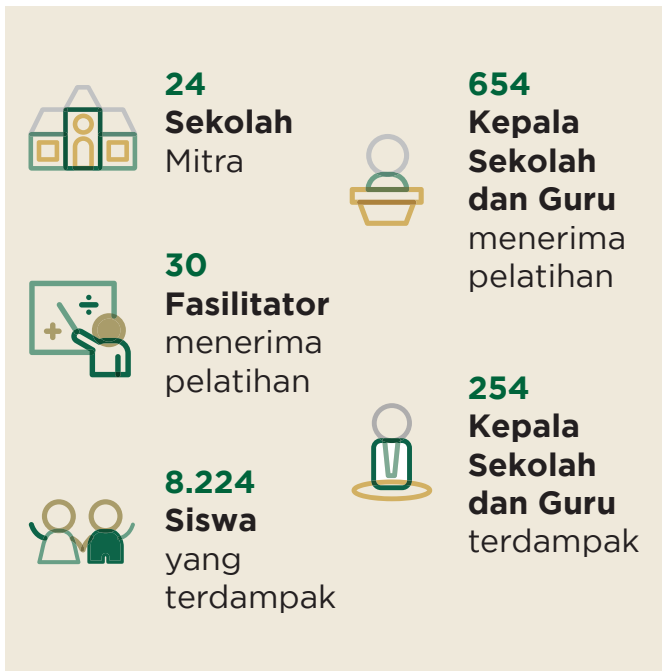 24
Sekolah
Mitra
30
Fasilitator
menerima
pelatihan
8.224
Siswa
yang
terdampak
654
Kepala
Sekolah
dan Guru
menerima
pelatihan
254
Kepala
Sekolah
dan Guru
terdampak